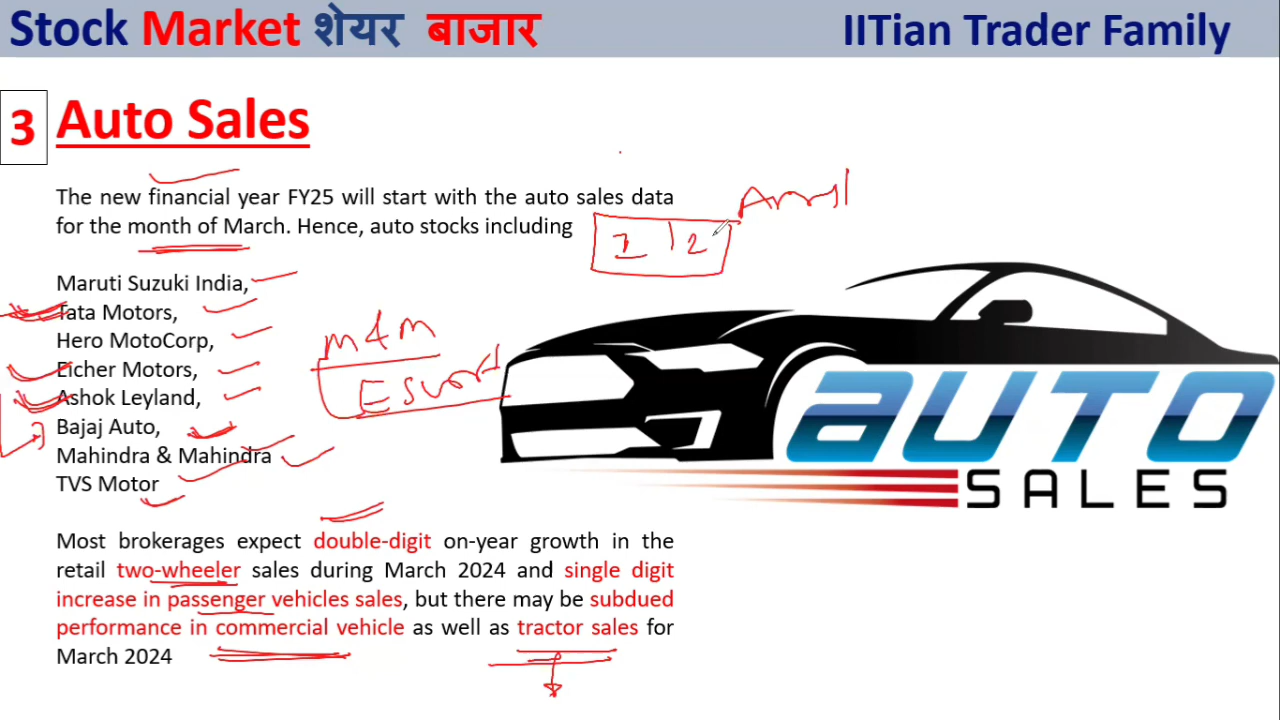 Stock Market शेयर बाजार IITian Trader Family
3 Auto Sales
The new financial year FY25 will start with the auto sales data
for the month of March. Hence, auto stocks including
1 | 2
Maruti Suzuki India,
Tata Motors,
Hero MotoCorp,
Eicher Motors,
Ashok Leyland,
Bajaj Auto,
Mahindra & Mahindra
TVS Motor
M & M
Escort
AUTO
SALES
Most brokerages expect double-digit on-year growth in the
retail two-wheeler sales during March 2024 and single digit
increase in passenger vehicles sales, but there may be subdued
performance in commercial vehicle as well as tractor sales for
March 2024